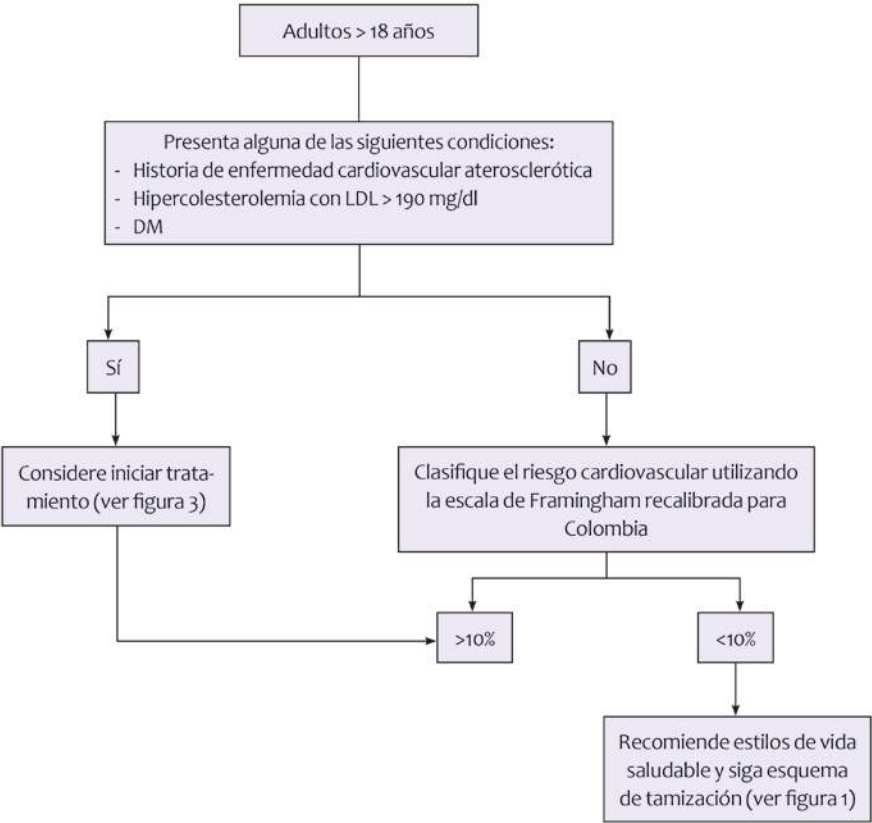 Adultos > 18 años
Presenta alguna de las siguientes condiciones:
- Historia de enfermedad cardiovascular aterosclerótica
- Hipercolesterolemia con LDL > 190 mg/dl
- DM
Sí
No
Considere iniciar trata-
miento (ver figura 3)
Clasifique el riesgo cardiovascular utilizando
la escala de Framingham recalibrada para
Colombia
>10%
<10%
Recomiende estilos de vida
saludable y siga esquema
de tamización (ver figura 1)